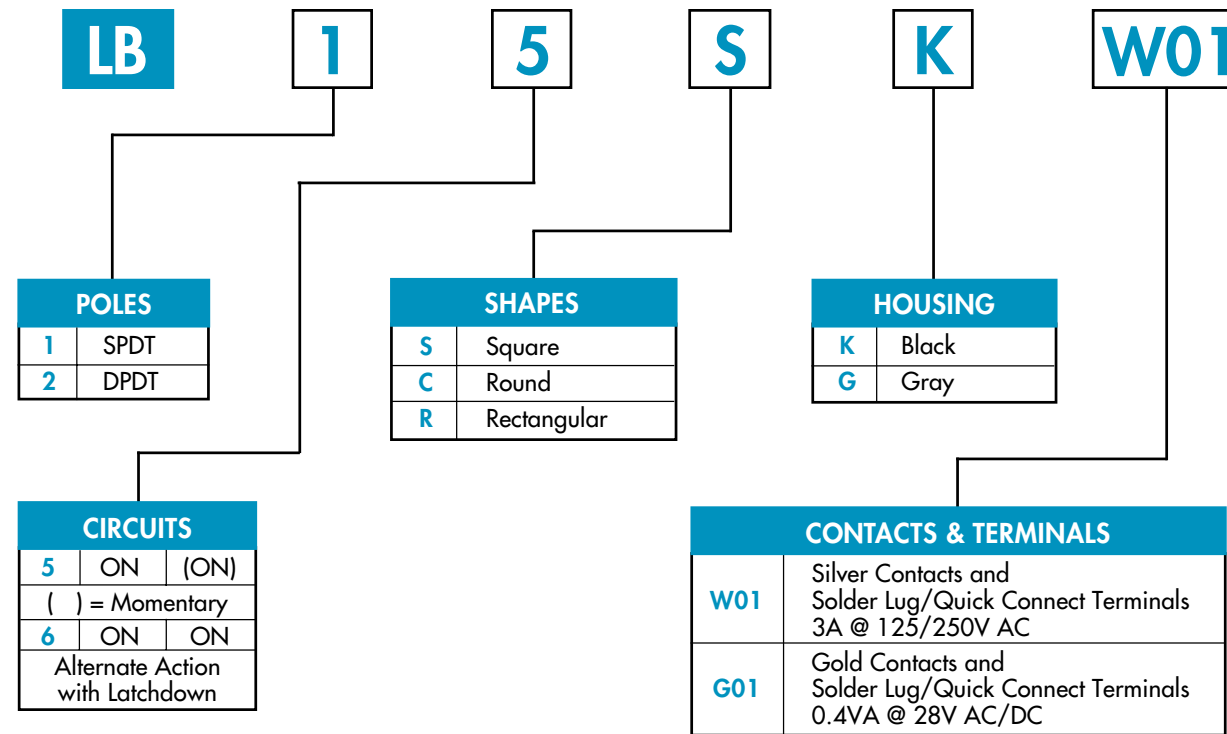 LB 1 5 S K W01
POLES
1 SPDT
2 DPDT
SHAPES
S Square
C Round
R Rectangular
HOUSING
K Black
G Gray
CIRCUITS
5 ON (ON)
( ) = Momentary
6 ON ON
Alternate Action
with Latchdown
CONTACTS & TERMINALS
W01 Silver Contacts and
Solder Lug/Quick Connect Terminals
3A @ 125/250V AC
G01 Gold Contacts and
Solder Lug/Quick Connect Terminals
0.4VA @ 28V AC/DC